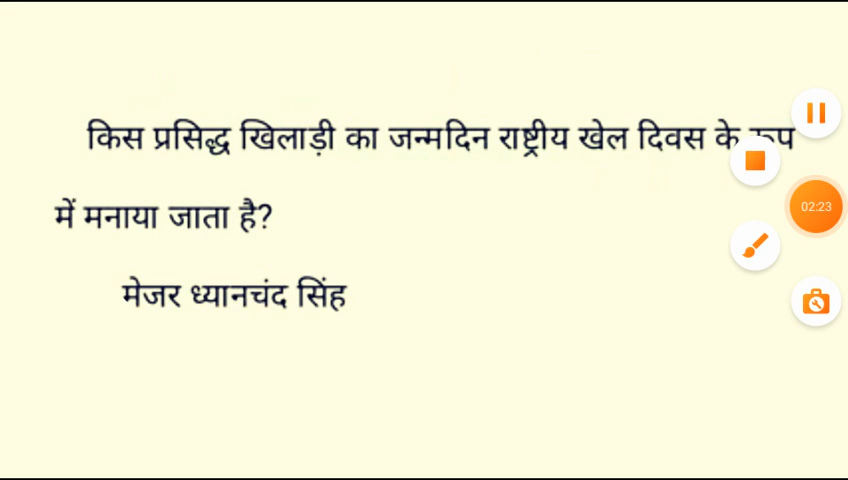 किस प्रसिद्ध खिलाड़ी का जन्मदिन राष्ट्रीय खेल दिवस के रूप
में मनाया जाता है?
मेजर ध्यानचंद सिंह
02:23